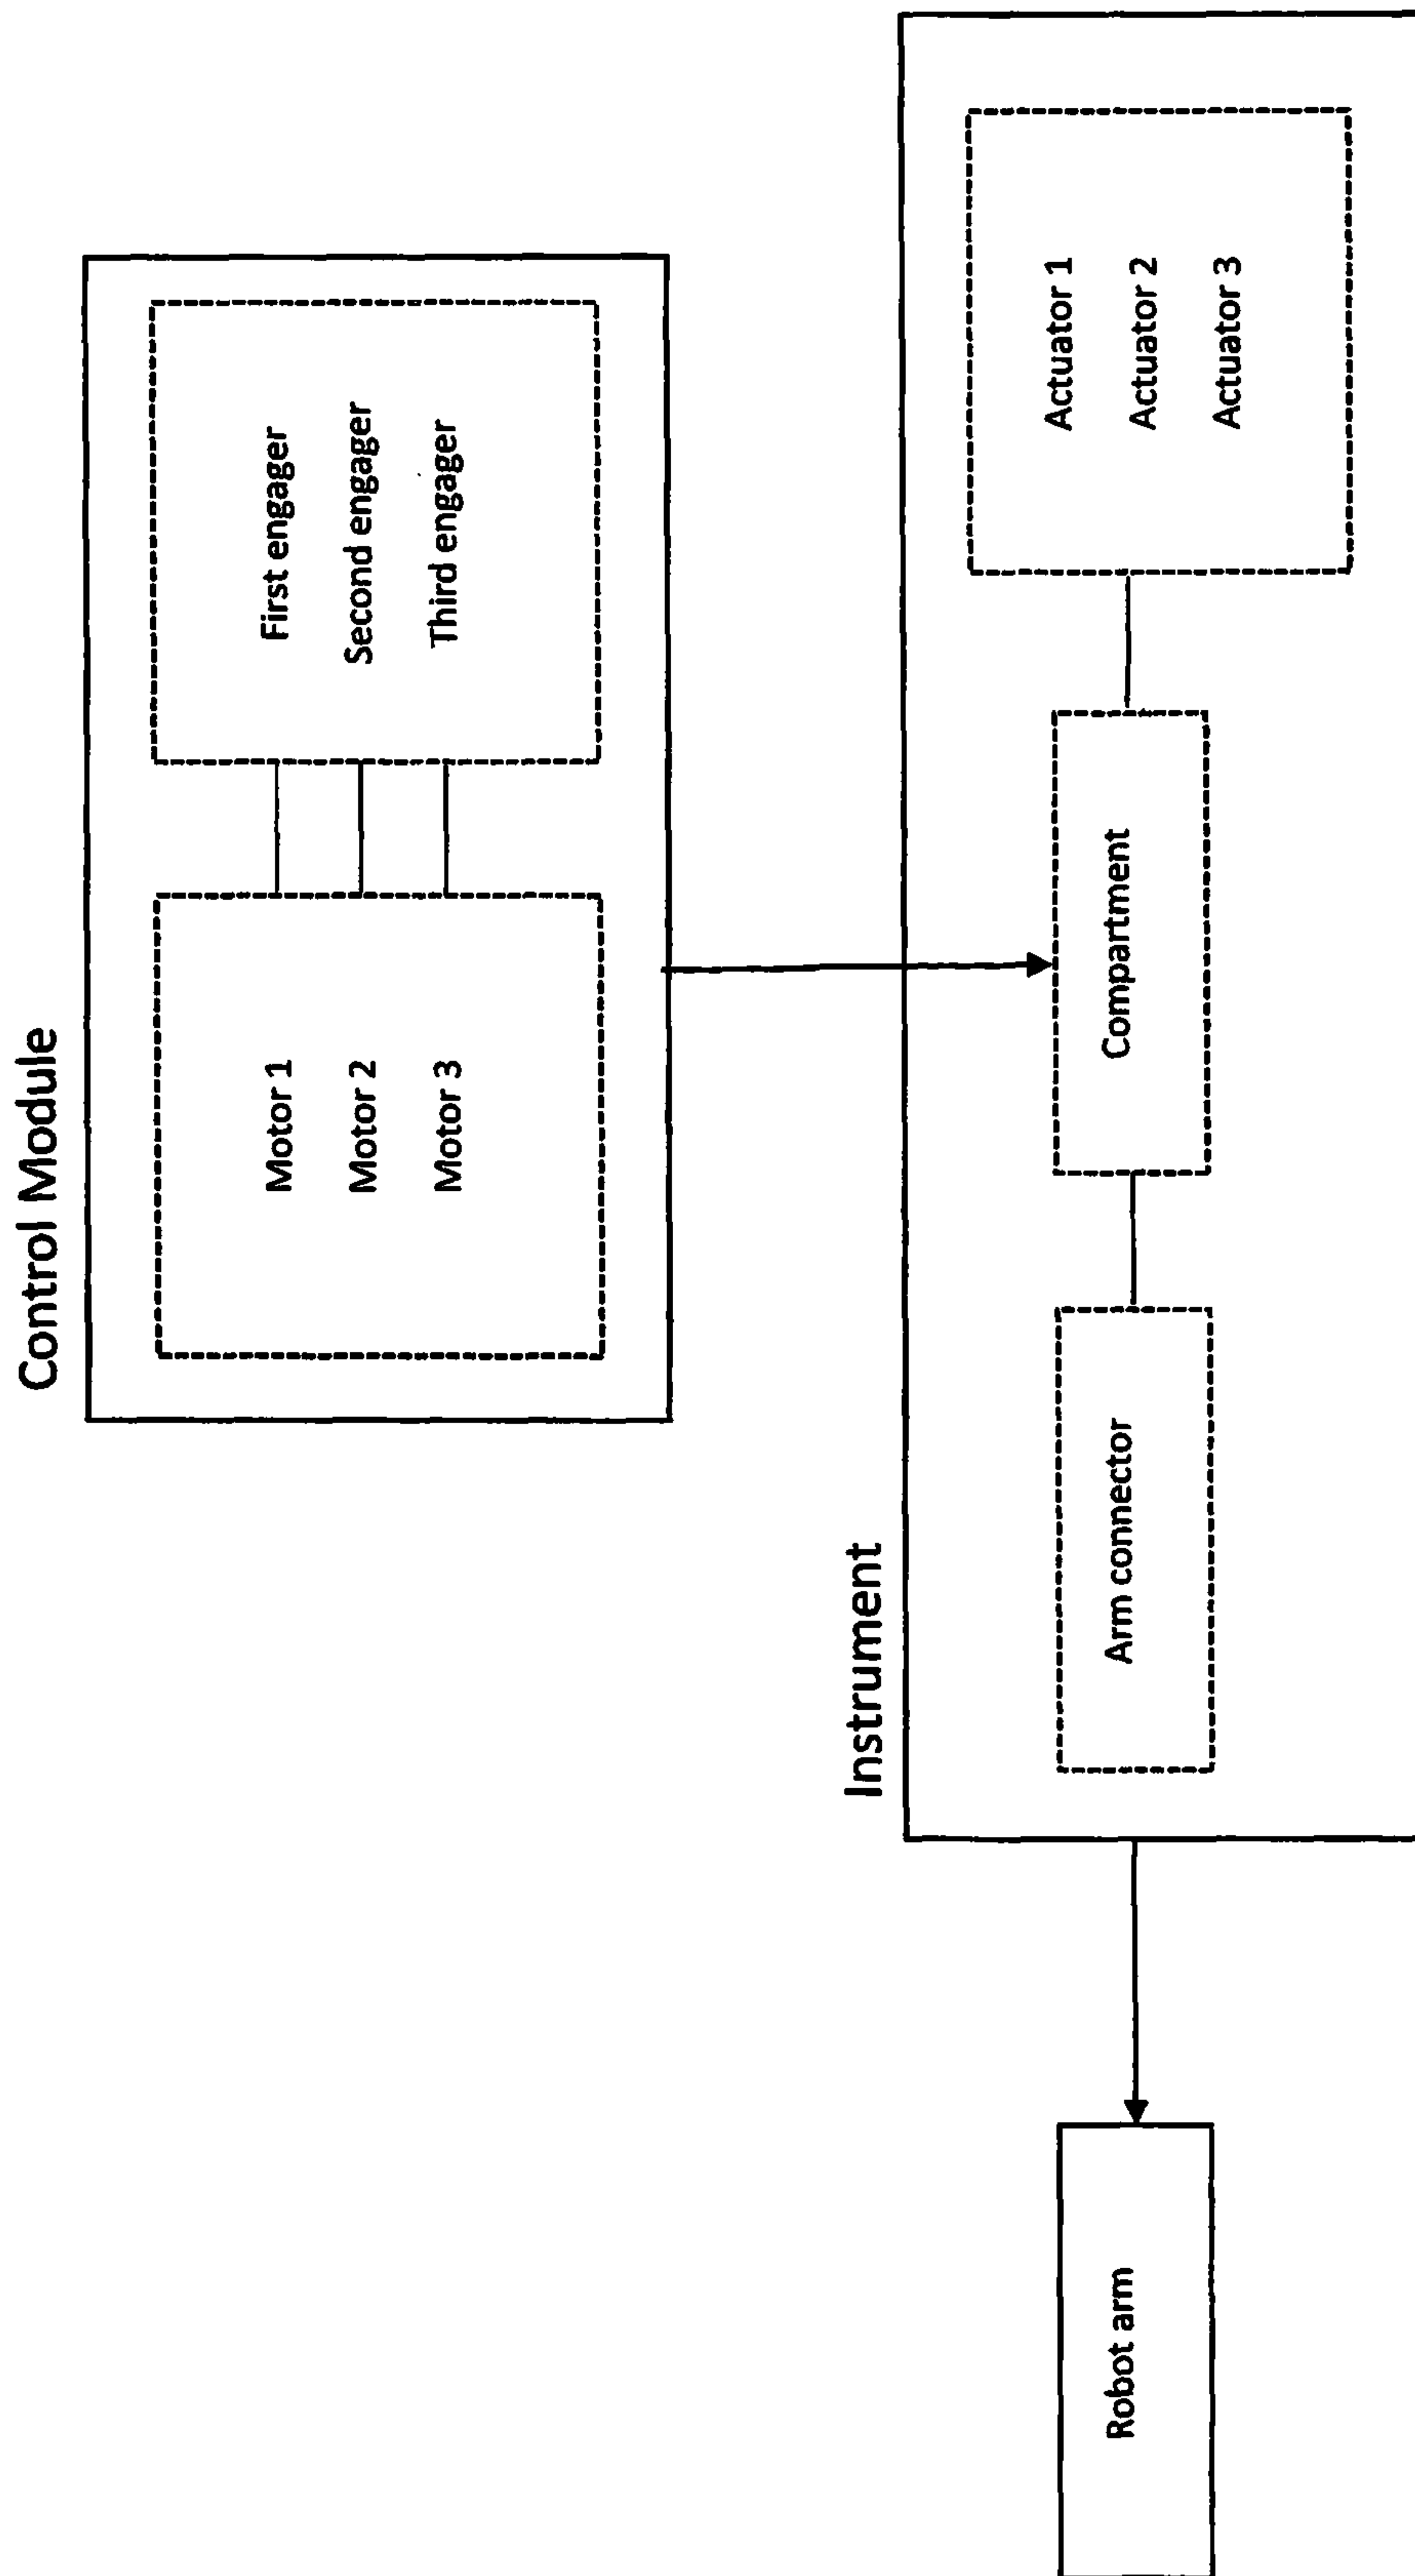 Control Module
Motor 1
Motor 2
Motor 3
First engager
Second engager
Third engager
Instrument
Robot arm
Arm connector
Compartment
Actuator 1
Actuator 2
Actuator 3